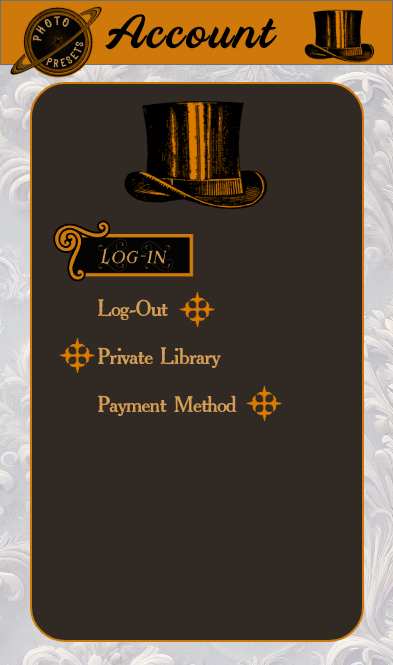 PHOTO
PRESETS
Account
LOG-IN
Log-Out
Private Library
Payment Method